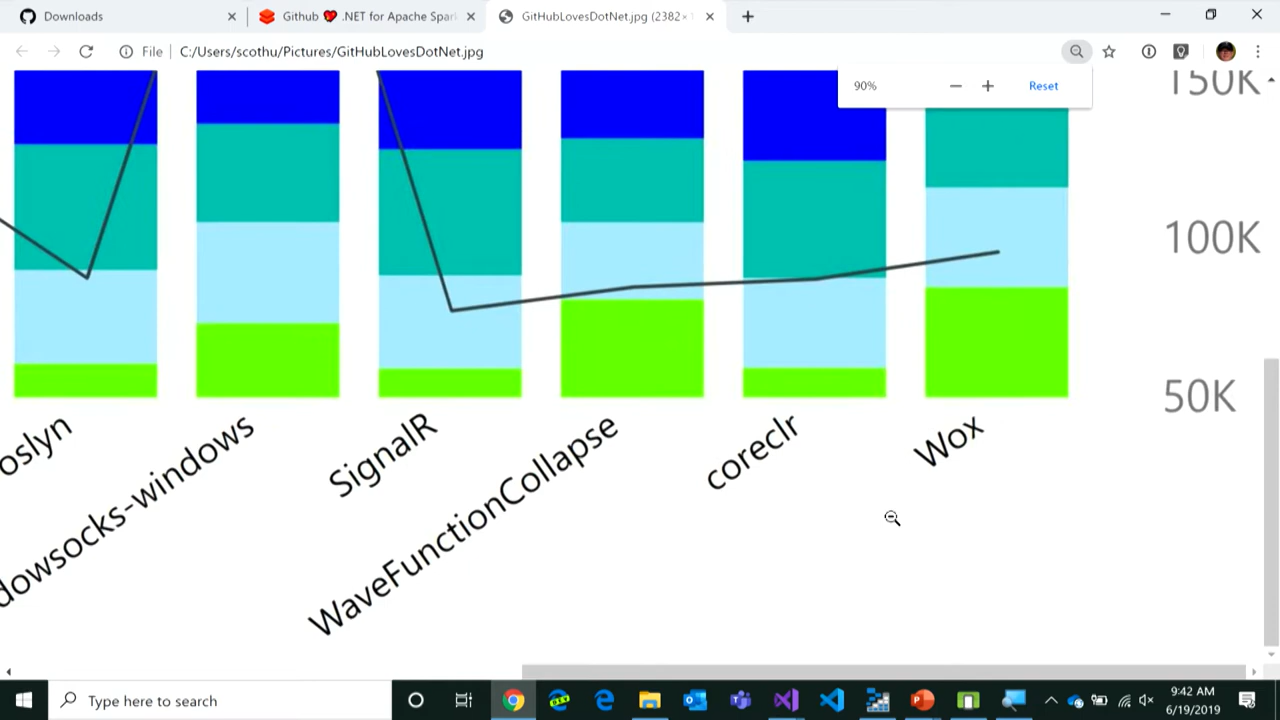 Downloads
Github ❤ .NET for Apache Spar
GitHubLovesDotNet.jpg (2382×
File
C:/Users/scothu/Pictures/GitHubLovesDotNet.jpg
90%
Reset
150K
100K
50K
oslyn
dowsocks-windows
SignalR
WaveFunctionCollapse
coreclr
Wox
Type here to search
9:42 AM
6/19/2019